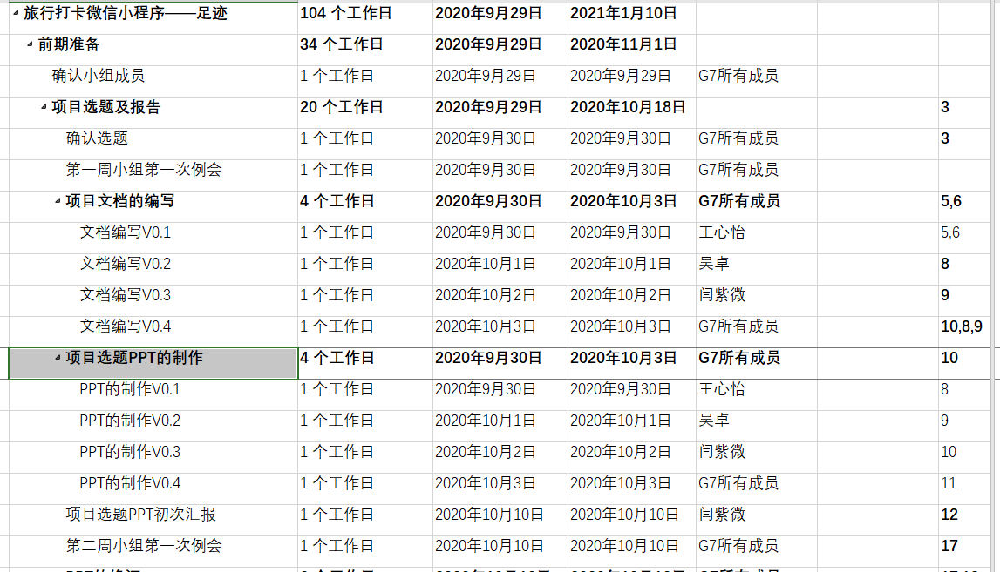 旅行打卡微信小程序——足迹 104 个工作日 2020年9月29日 2021年1月10日
前期准备 34 个工作日 2020年9月29日 2020年11月1日
确认小组成员 1 个工作日 2020年9月29日 2020年9月29日 G7所有成员
项目选题及报告 20 个工作日 2020年9月29日 2020年10月18日 3
确认选题 1 个工作日 2020年9月30日 2020年9月30日 G7所有成员 3
第一周小组第一次例会 1 个工作日 2020年9月30日 2020年9月30日 G7所有成员
项目文档的编写 4 个工作日 2020年9月30日 2020年10月3日 G7所有成员 5,6
文档编写V0.1 1 个工作日 2020年9月30日 2020年9月30日 王心怡 5,6
文档编写V0.2 1 个工作日 2020年10月1日 2020年10月1日 吴卓 8
文档编写V0.3 1 个工作日 2020年10月2日 2020年10月2日 闫紫微 9
文档编写V0.4 1 个工作日 2020年10月3日 2020年10月3日 G7所有成员 10,8,9
项目选题PPT的制作 4 个工作日 2020年9月30日 2020年10月3日 G7所有成员 10
PPT的制作V0.1 1 个工作日 2020年9月30日 2020年9月30日 王心怡 8
PPT的制作V0.2 1 个工作日 2020年10月1日 2020年10月1日 吴卓 9
PPT的制作V0.3 1 个工作日 2020年10月2日 2020年10月2日 闫紫微 10
PPT的制作V0.4 1 个工作日 2020年10月3日 2020年10月3日 G7所有成员 11
项目选题PPT初次汇报 1 个工作日 2020年10月10日 2020年10月10日 闫紫微 12
第二周小组第一次例会 1 个工作日 2020年10月10日 2020年10月10日 G7所有成员 17